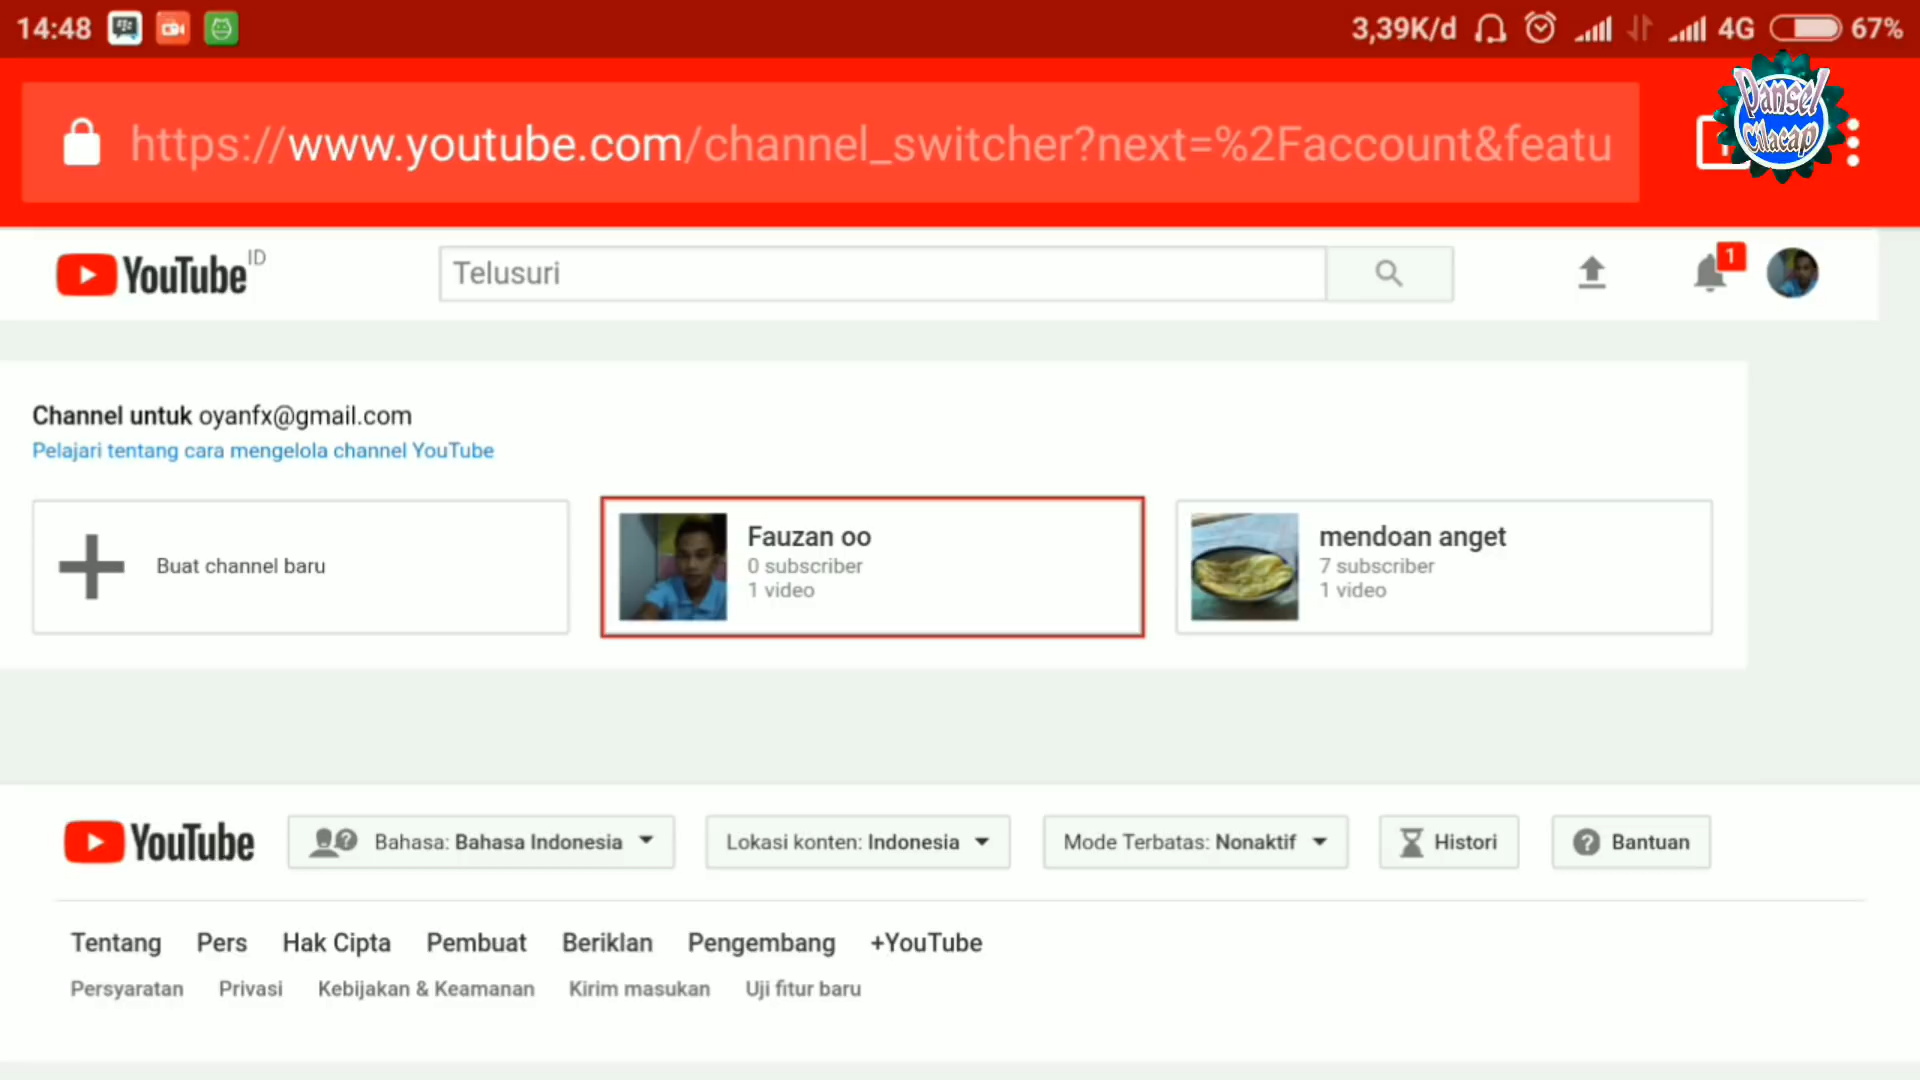 14:48 3,39K/d 4G 67%
Dansel
Cilacap
https://www.youtube.com/channel_switcher?next=%2Faccount&featu
YouTube ID Telusuri 1
Channel untuk oyanfx@gmail.com
Pelajari tentang cara mengelola channel YouTube
Buat channel baru
Fauzan oo
0 subscriber
1 video
mendoan anget
7 subscriber
1 video
YouTube Bahasa: Bahasa Indonesia Lokasi konten: Indonesia Mode Terbatas: Nonaktif Histori Bantuan
Tentang Pers Hak Cipta Pembuat Beriklan Pengembang +YouTube
Persyaratan Privasi Kebijakan & Keamanan Kirim masukan Uji fitur baru